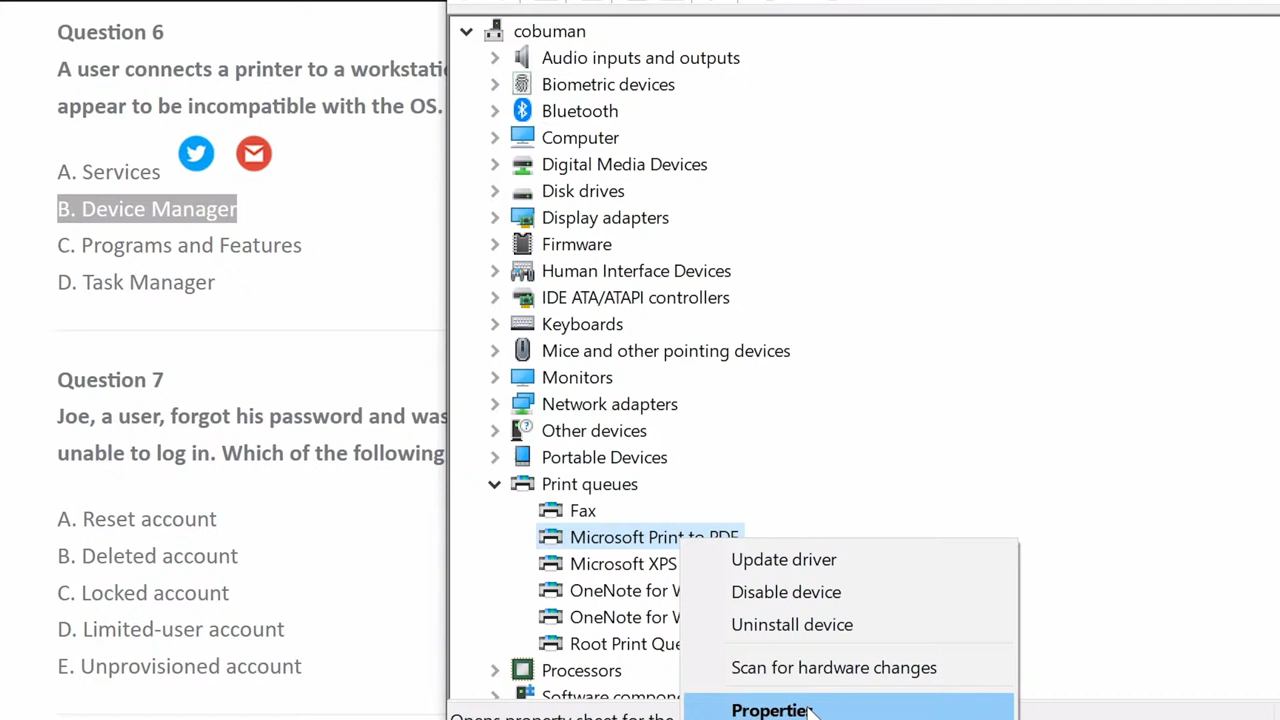 Question 6
A user connects a printer to a
appear to be incompatible with the OS.
A. Services
B. Device Manager
C. Programs and Features
D. Task Manager
Question 7
Joe, a user, forgot his password and was
unable to log in. Which of the following
A. Reset account
B. Deleted account
C. Locked account
D. Limited-user account
E. Unprovisioned account
cobuman
Audio inputs and outputs
Biometric devices
Bluetooth
Computer
Digital Media Devices
Disk drives
Display adapters
Firmware
Human Interface Devices
IDE ATA/ATAPI controllers
Keyboards
Mice and other pointing devices
Monitors
Network adapters
Other devices
Portable Devices
Print queues
Fax
Microsoft Print to PDF
Microsoft XPS
OneNote for
OneNote for
Root Print
Processors
Update driver
Disable device
Uninstall device
Scan for hardware changes
Properties
Opens property sheet for the